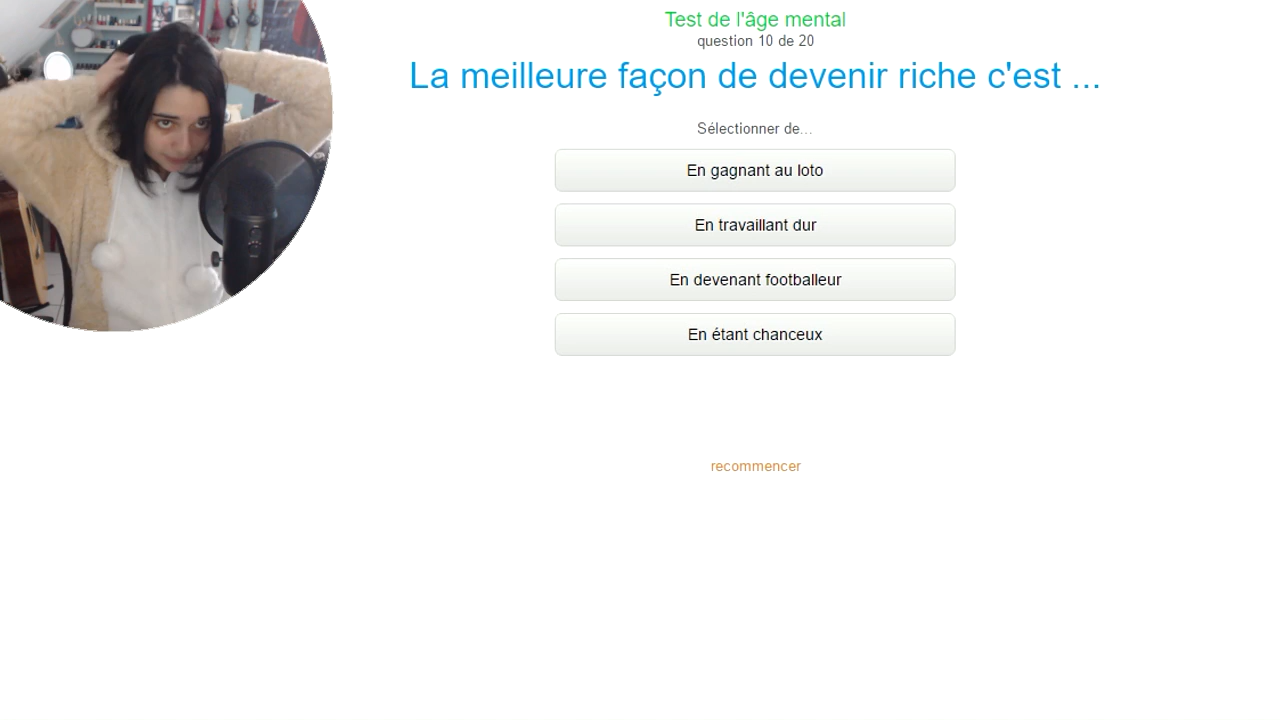 Test de l'âge mental
question 10 de 20
La meilleure façon de devenir riche c'est ...
Sélectionner de...
En gagnant au loto
En travaillant dur
En devenant footballeur
En étant chanceux
recommencer